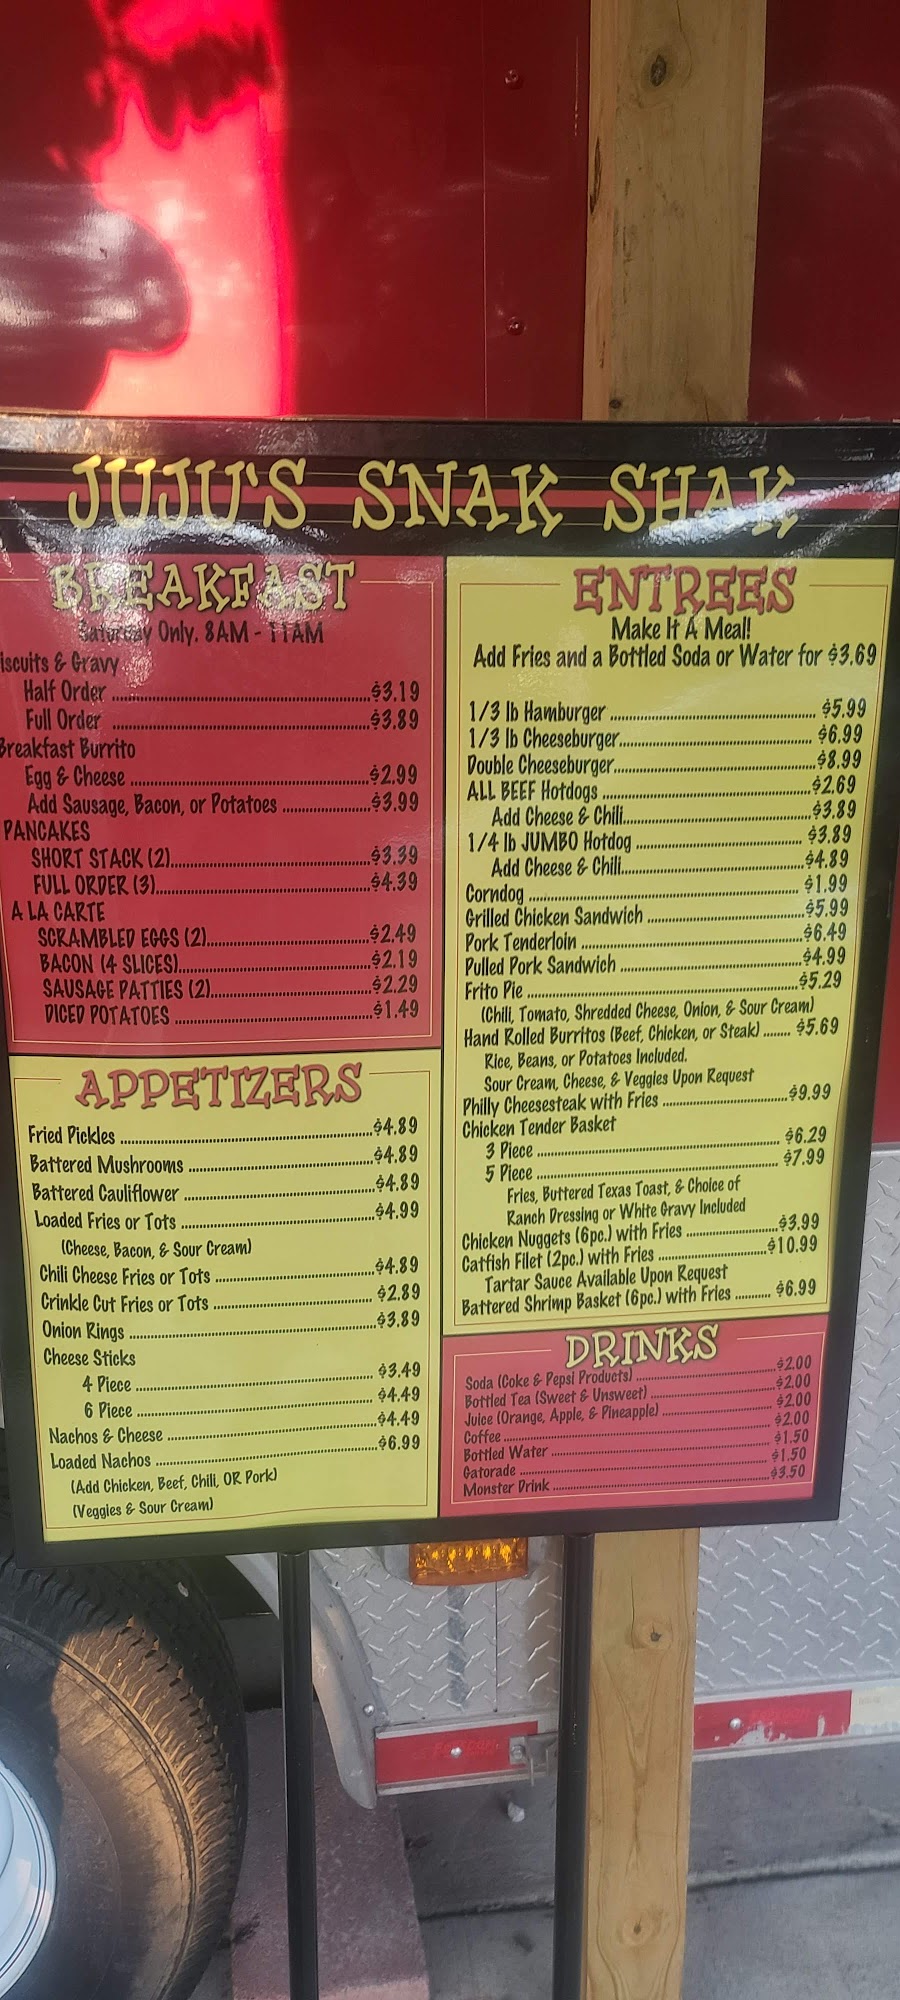 JUJU'S SNAK SHAK
BREAKFAST
Saturday Only. 8AM - 11AM
iscuits & Gravy
Half Order $3.19
Full Order $3.89
Breakfast Burrito
Egg & Cheese $2.99
Add Sausage, Bacon, or Potatoes $3.99
PANCAKES
SHORT STACK (2) $3.39
FULL ORDER (3) $4.39
A LA CARTE
SCRAMBLED EGGS (2) $2.49
BACON (4 SLICES) $2.19
SAUSAGE PATTIES (2) $2.29
DICED POTATOES $1.49
APPETIZERS
Fried Pickles $4.89
Battered Mushrooms $4.89
Battered Cauliflower $4.89
Loaded Fries or Tots $4.99
(Cheese, Bacon, & Sour Cream)
Chili Cheese Fries or Tots $4.89
Crinkle Cut Fries or Tots $2.89
Onion Rings $3.89
Cheese Sticks
4 Piece $3.49
6 Piece $4.49
Nachos & Cheese $4.49
Loaded Nachos $6.99
(Add Chicken, Beef, Chili, OR Pork)
(Veggies & Sour Cream)
ENTREES
Make It A Meal!
Add Fries and a Bottled Soda or Water for $3.69
1/3 lb Hamburger $5.99
1/3 lb Cheeseburger $6.99
Double Cheeseburger $8.99
ALL BEEF Hotdogs $2.69
Add Cheese & Chili $3.89
1/4 lb JUMBO Hotdog $3.89
Add Cheese & Chili $4.89
Corndog $1.99
Grilled Chicken Sandwich $5.99
Pork Tenderloin $6.49
Pulled Pork Sandwich $4.99
Frito Pie $5.29
(Chili, Tomato, Shredded Cheese, Onion, & Sour Cream)
Hand Rolled Burritos (Beef, Chicken, or Steak) $5.69
Rice, Beans, or Potatoes Included.
Sour Cream, Cheese, & Veggies Upon Request
Philly Cheesesteak with Fries $9.99
Chicken Tender Basket
3 Piece $6.29
5 Piece $7.99
Fries, Buttered Texas Toast, & Choice of
Ranch Dressing or White Gravy Included
Chicken Nuggets (6pc.) with Fries $3.99
Catfish Filet (2pc.) with Fries $10.99
Tartar Sauce Available Upon Request
Battered Shrimp Basket (6pc.) with Fries $6.99
DRINKS
Soda (Coke & Pepsi Products) $2.00
Bottled Tea (Sweet & Unsweet) $2.00
Juice (Orange, Apple, & Pineapple) $2.00
Coffee $2.00
Bottled Water $1.50
Gatorade $1.50
Monster Drink $3.50